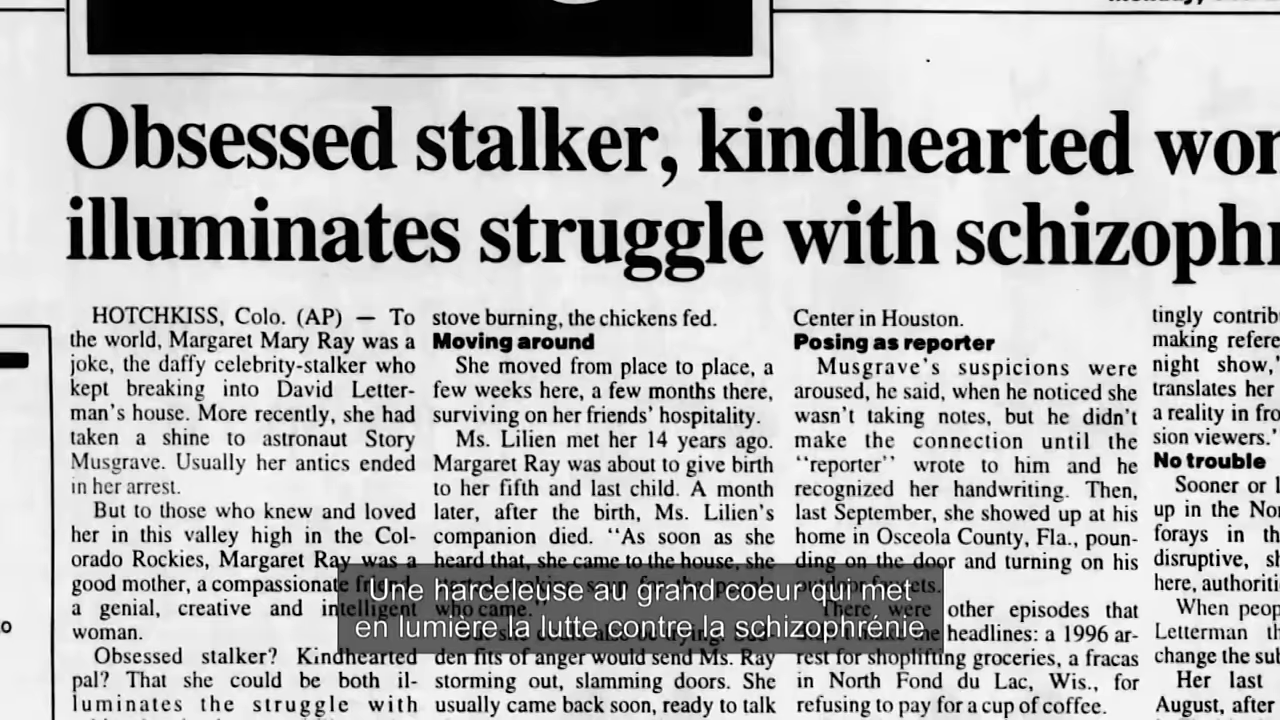 Obsessed stalker, kindhearted
illuminates struggle with
HOTCHKISS, Colo. (AP) — To
the world, Margaret Mary Ray was a
joke, the daffy celebrity-stalker who
kept breaking into David Letter-
man's house. More recently, she had
taken a shine to astronaut Story
Musgrave. Usually her antics ended
in her arrest.
But to those who knew and loved
her in this valley high in the Col-
orado Rockies, Margaret Ray was a
good mother, a compassionate
a genial, creative and intelligent
woman.
Obsessed stalker? Kindhearted
pal? That she could be both il-
luminates the struggle with
stove burning, the chickens fed.
Moving around
She moved from place to place, a
few weeks here, a few months there,
surviving on her friends' hospitality.
Ms. Lilien met her 14 years ago.
Margaret Ray was about to give birth
to her fifth and last child. A month
later, after the birth, Ms. Lilien's
companion died. "As soon as she
heard that, she came to the house, she
who came."
den fits of anger would send Ms. Ray
storming out, slamming doors. She
usually came back soon, ready to talk
Center in Houston.
Posing as reporter
Musgrave's suspicions were
aroused, he said, when he noticed she
wasn't taking notes, but he didn't
make the connection until the
"reporter" wrote to him and he
recognized her handwriting. Then,
last September, she showed up at his
home in Osceola County, Fla., poun-
ding on the door and turning on his
outdoor faucets.
There were other episodes that
headlines: a 1996 ar-
rest for shoplifting groceries, a fracas
in North Fond du Lac, Wis., for
refusing to pay for a cup of coffee.
tingly
making
night show,'
translates her
a reality in
sion viewers.'
No trouble
Sooner or
up in the
forays in
disruptive,
here,
When
Letterman
change the
Her last
August, after
Une harceleuse au grand coeur qui met
en lumière la lutte contre la schizophrénie